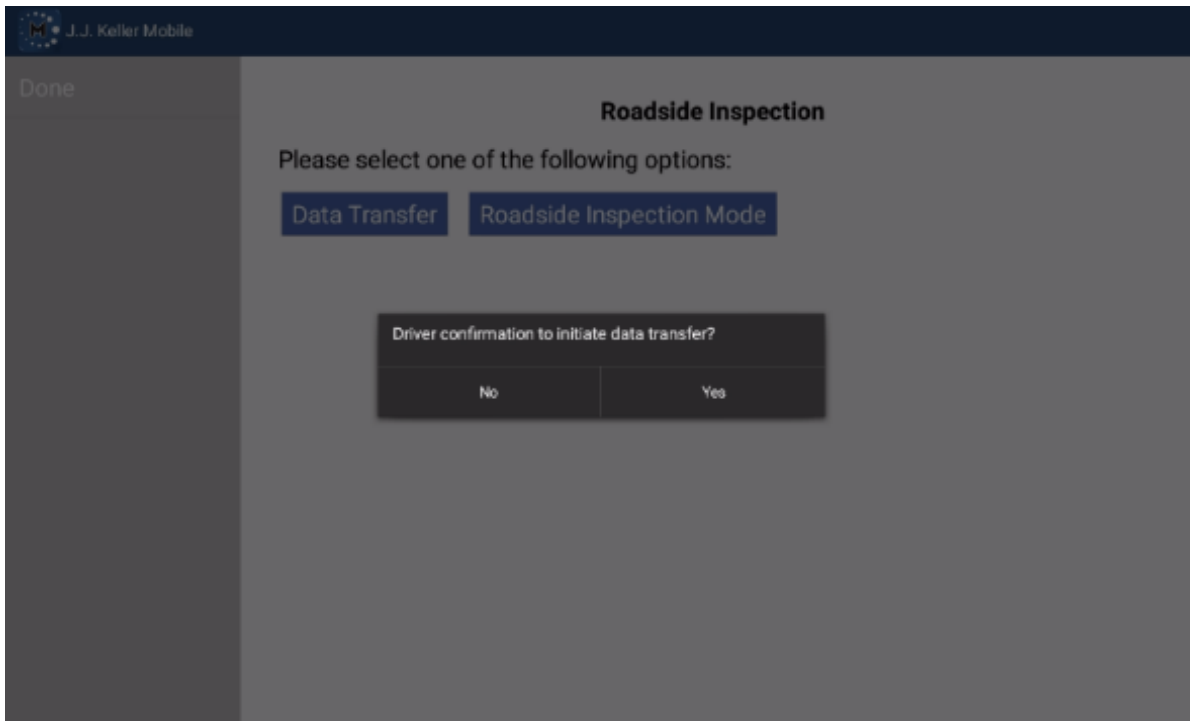 J.J. Keller Mobile
Done
Roadside Inspection
Please select one of the following options:
Data Transfer
Roadside Inspection Mode
Driver confirmation to initiate data transfer?
No
Yes